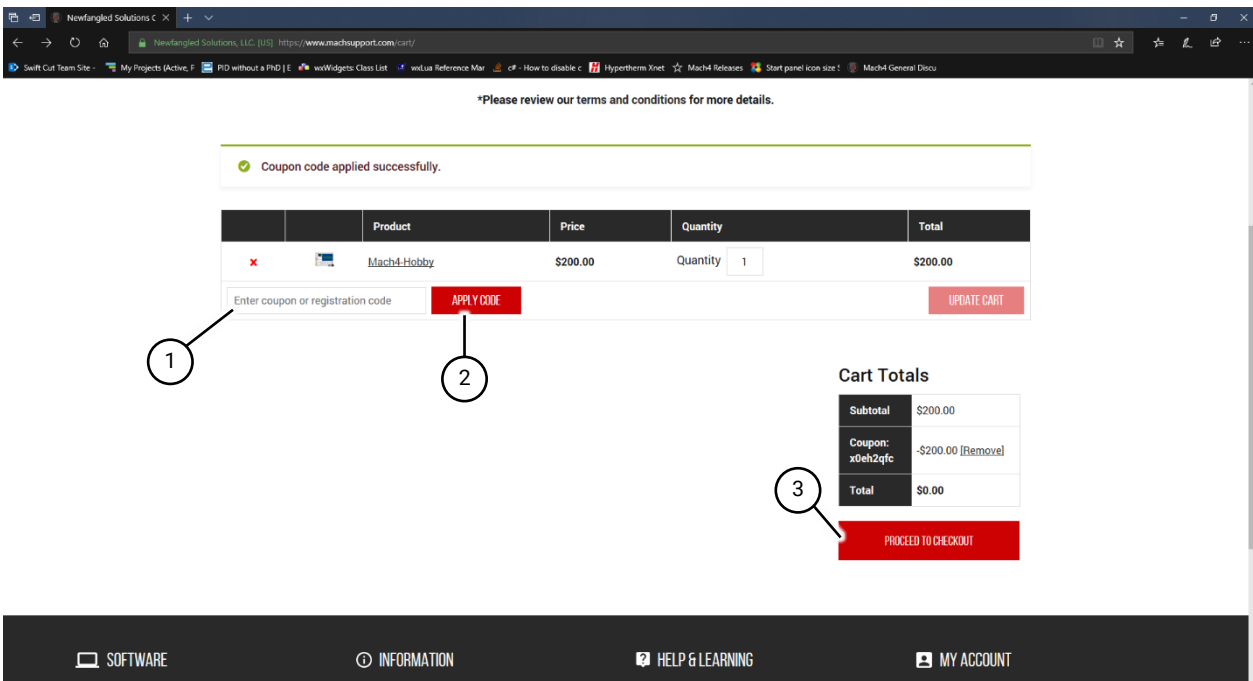 Newfangled Solutions C
Newfangled Solutions, LLC. [US] https://www.machsupport.com/cart/
Swift Cut Team Site - My Projects (Active, F PID without a PhD | E wxWidgets: Class List wxLua Reference Mar c# - How to disable c Hypertherm Xnet Mach4 Releases Start panel icon size ! Mach4 General Discu
*Please review our terms and conditions for more details.
Coupon code applied successfully.
Product Price Quantity Total
Mach4-Hobby $200.00 Quantity 1 $200.00
Enter coupon or registration code APPLY CODE UPDATE CART
1
2
Cart Totals
Subtotal $200.00
Coupon:
x0eh2qfc -$200.00 [Remove]
3
Total $0.00
PROCEED TO CHECKOUT
SOFTWARE INFORMATION HELP & LEARNING MY ACCOUNT